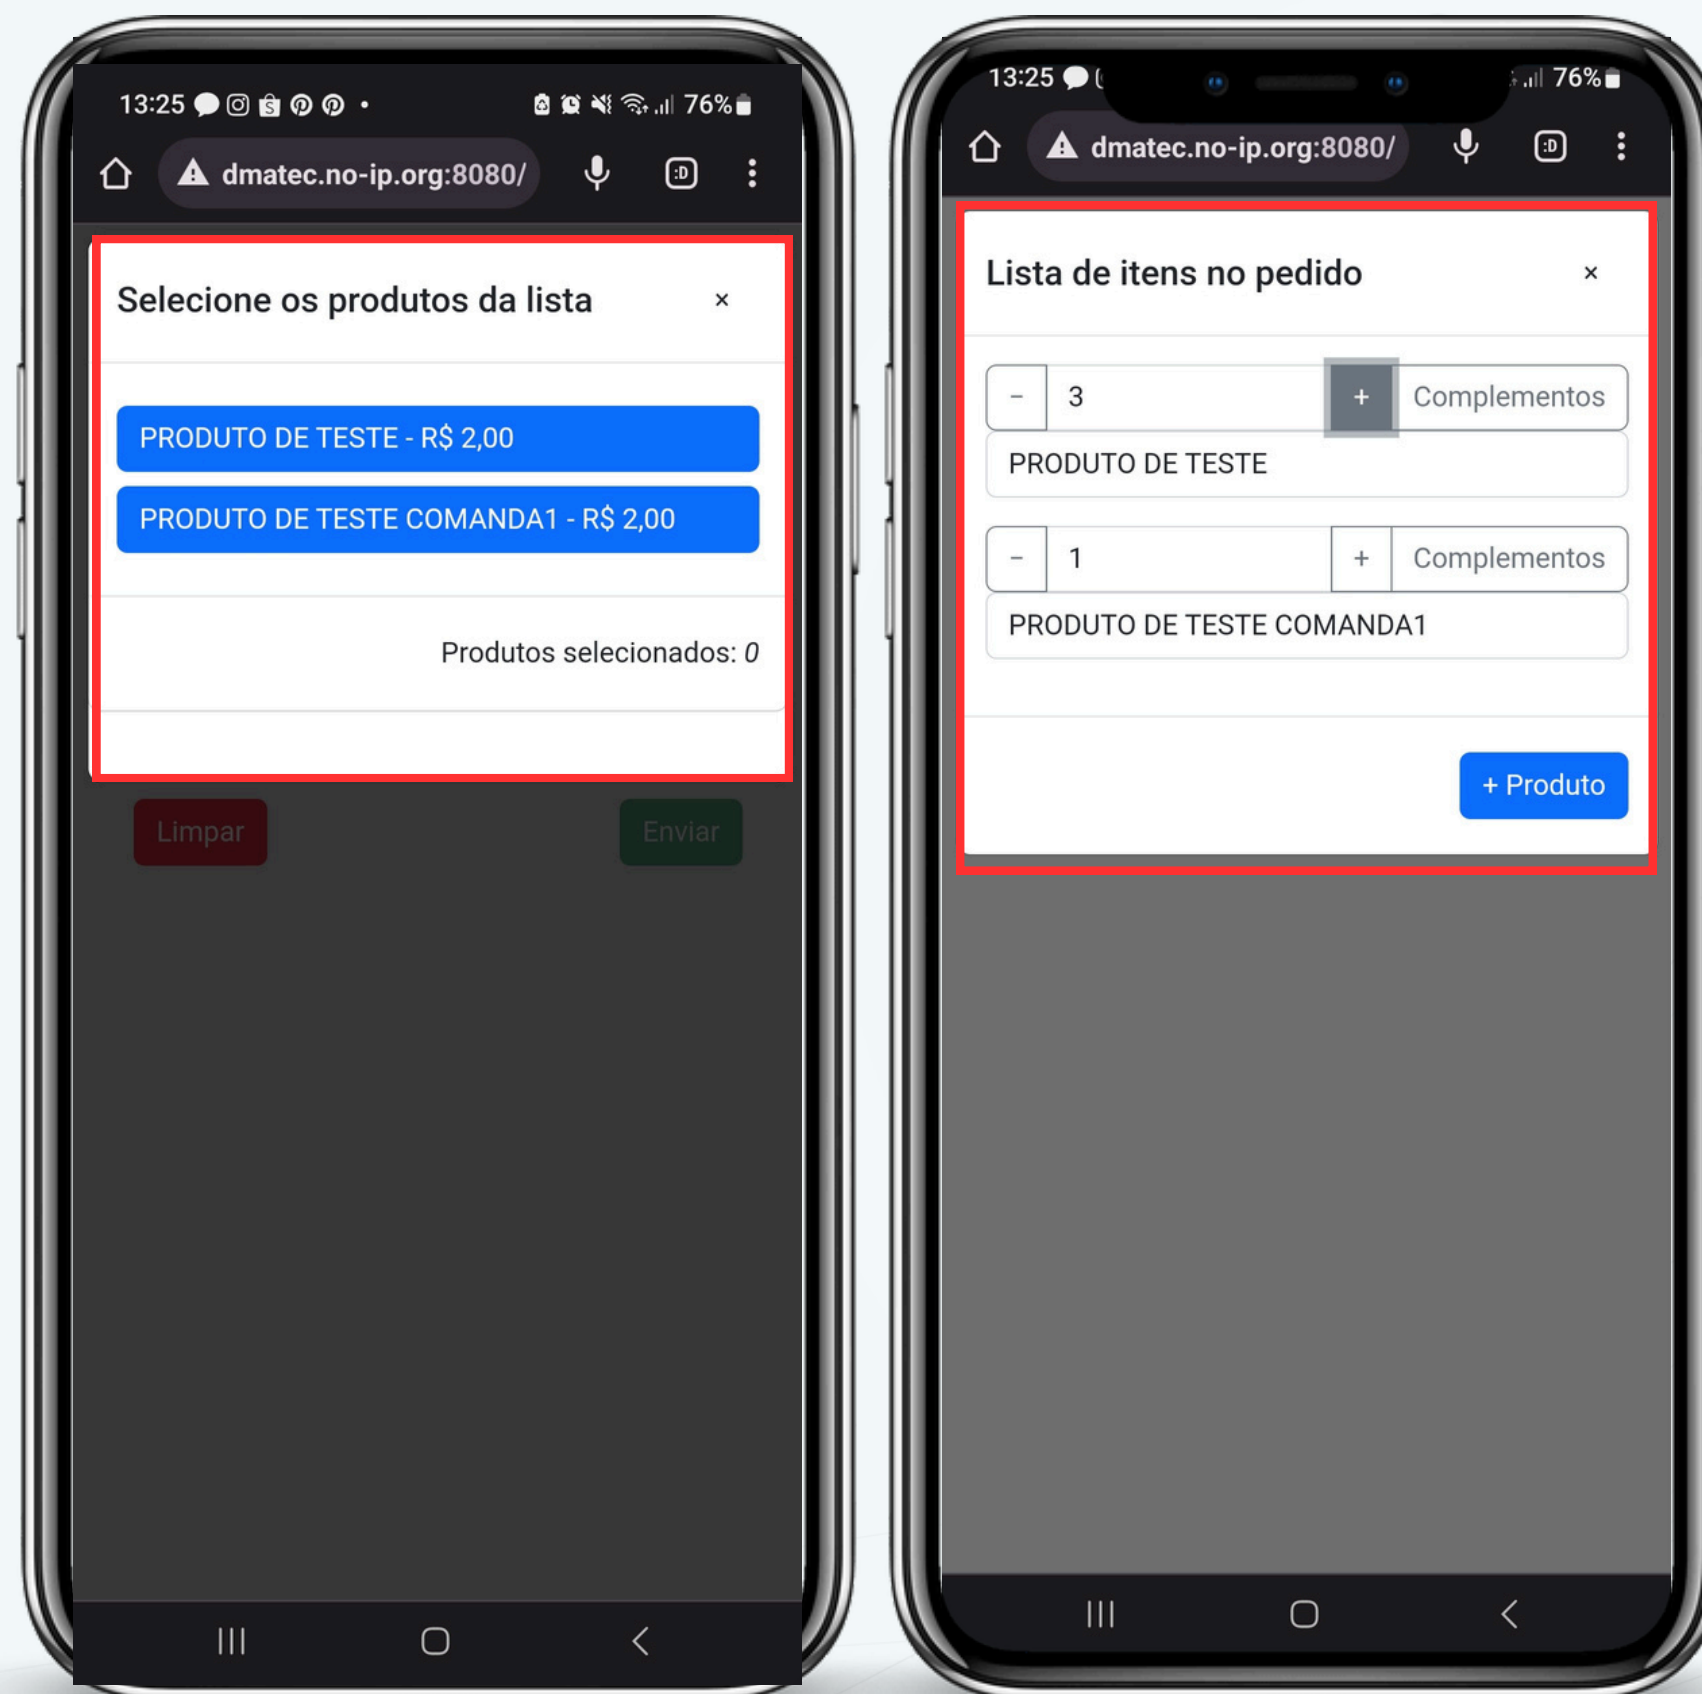 13:25
76%
dmatec.no-ip.org:8080/
:D
Selecione os produtos da lista
×
PRODUTO DE TESTE - R$ 2,00
PRODUTO DE TESTE COMANDA1 - R$ 2,00
Produtos selecionados: 0
Limpar
Enviar
13:25
76%
dmatec.no-ip.org:8080/
:D
Lista de itens no pedido
×
− 3 + Complementos
PRODUTO DE TESTE
− 1 + Complementos
PRODUTO DE TESTE COMANDA1
+ Produto